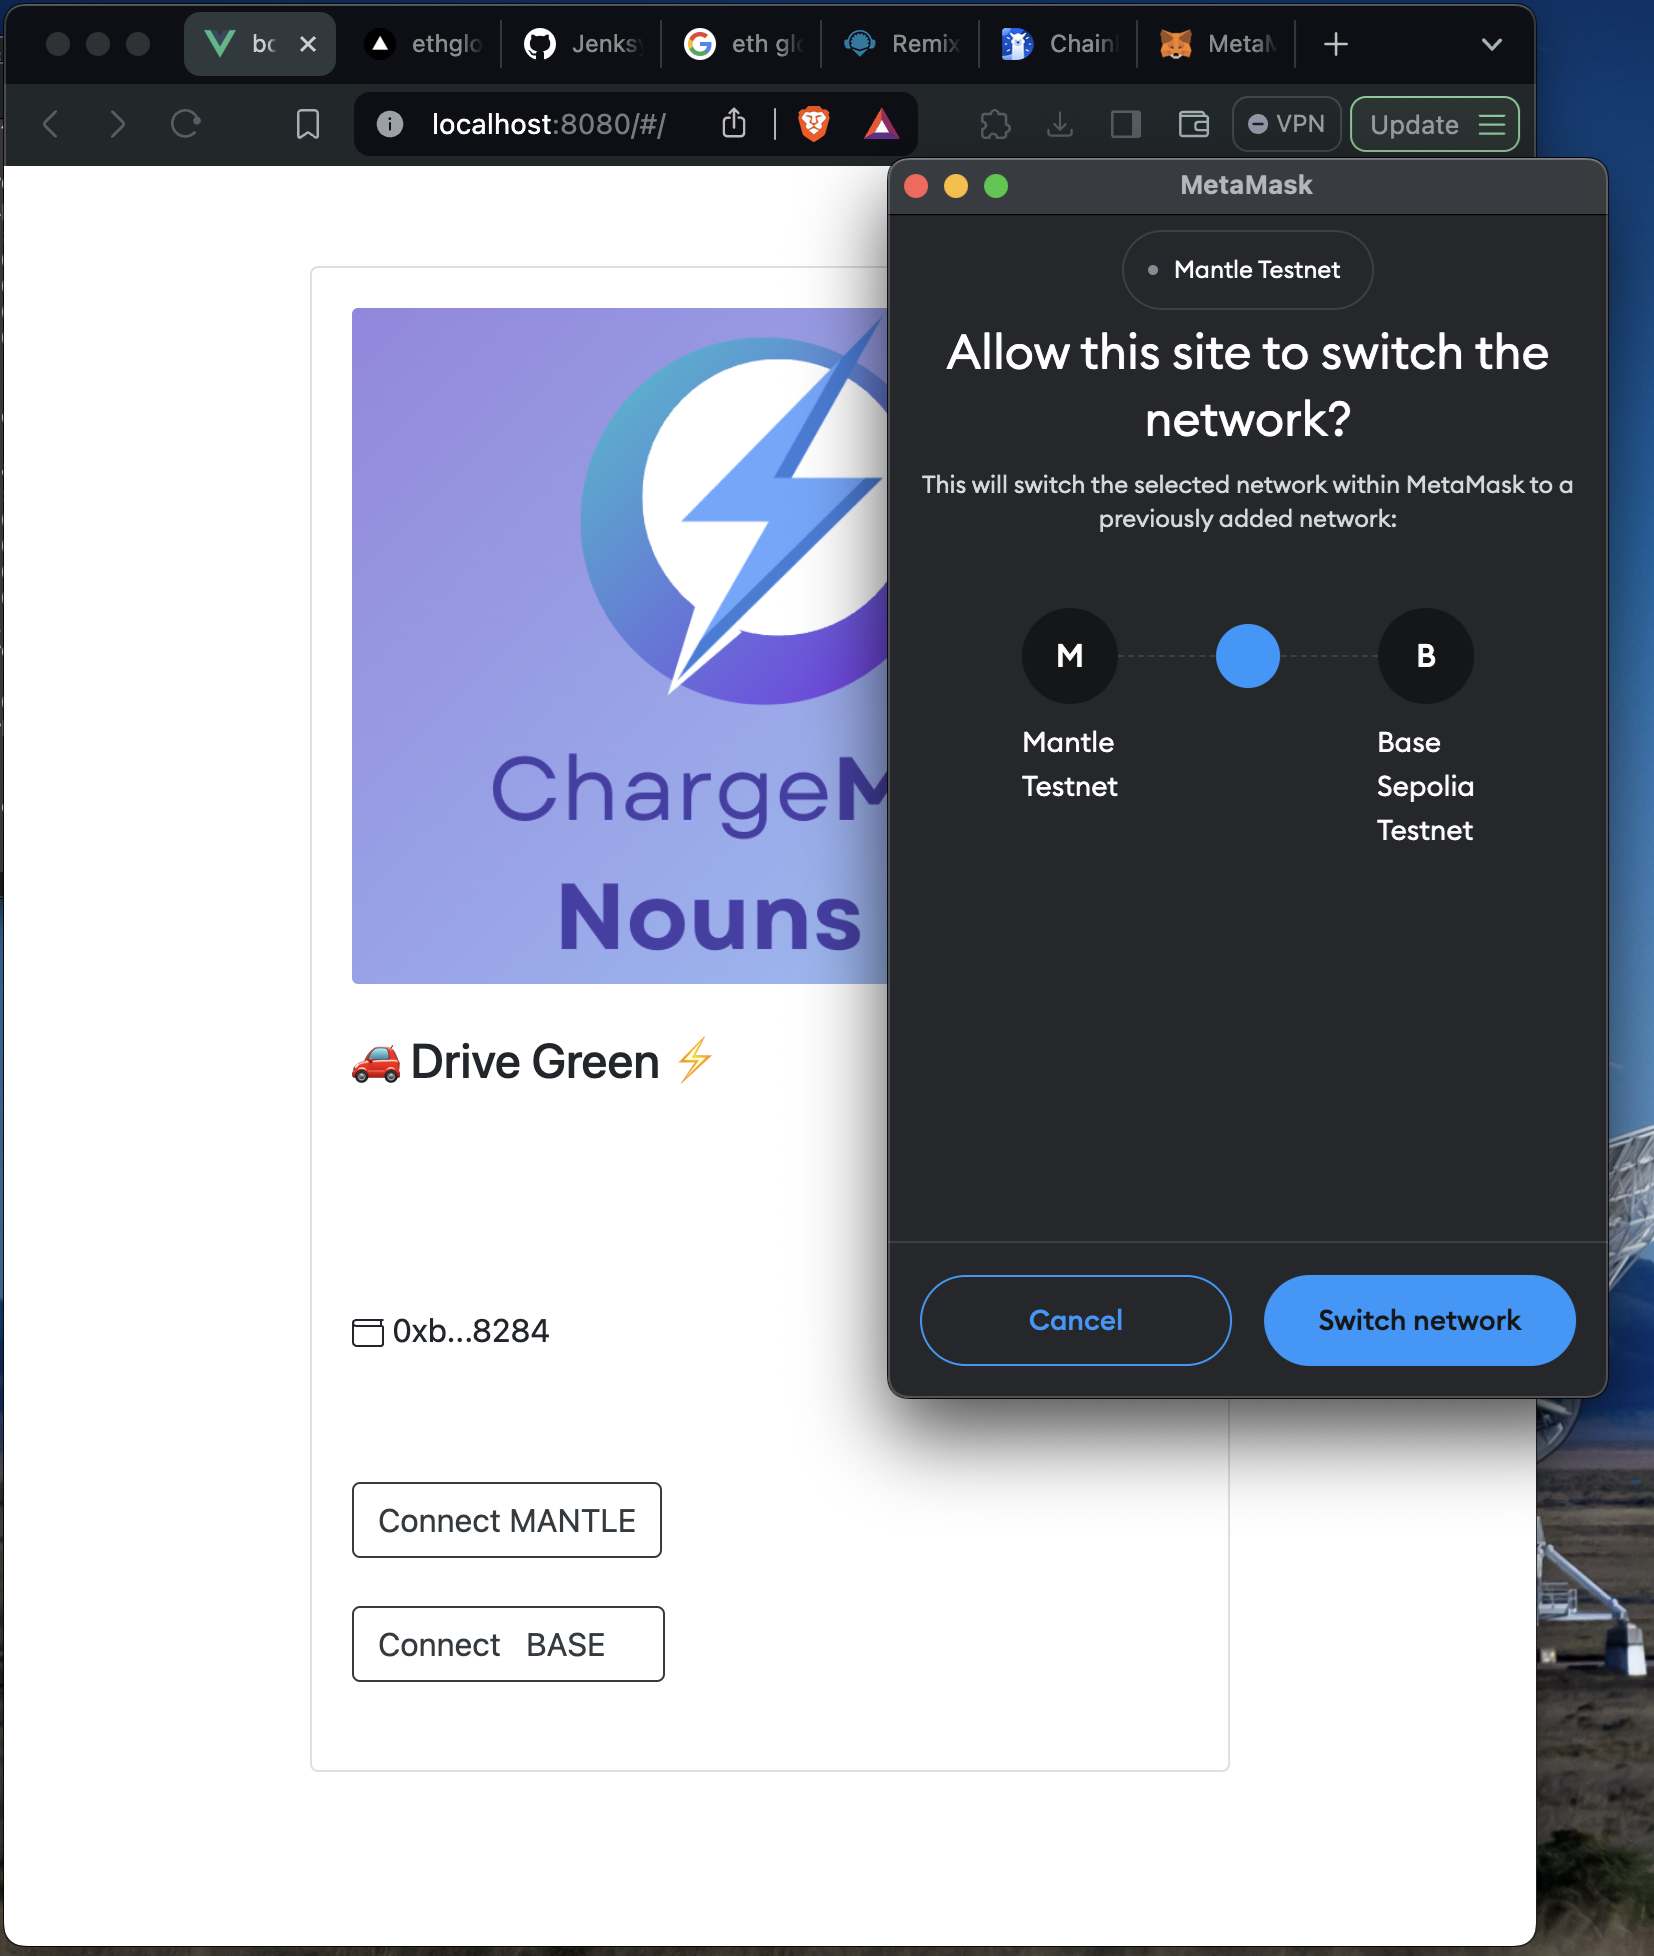 bc
ethglo
Jenks
eth glo
Remix
Chain
MetaM
localhost:8080/#/
VPN
Update
MetaMask
Mantle Testnet
Allow this site to switch the
network?
This will switch the selected network within MetaMask to a
previously added network:
M
B
Mantle
Testnet
Base
Sepolia
Testnet
Cancel
Switch network
ChargeM
Nouns
Drive Green
0xb...8284
Connect MANTLE
Connect BASE